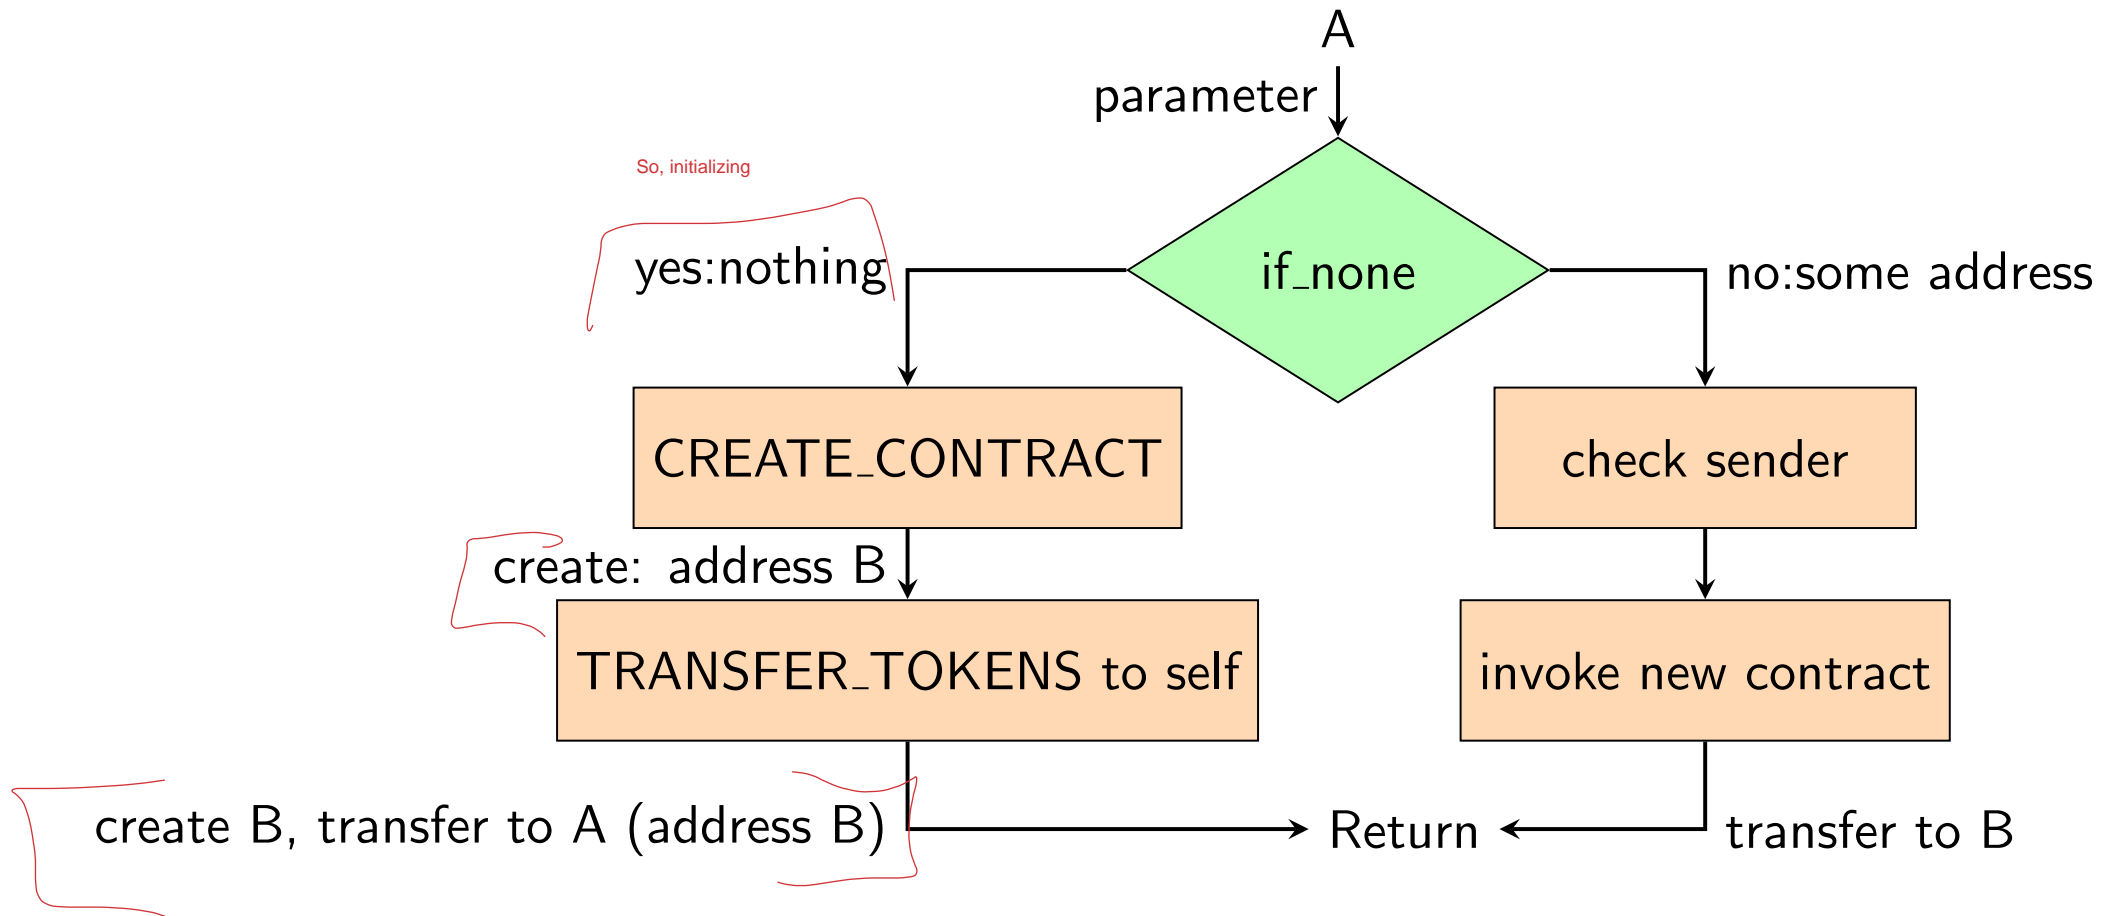 A
parameter
So, initializing
yes:nothing
if_none
no:some address
CREATE_CONTRACT
check sender
create: address B
TRANSFER_TOKENS to self
invoke new contract
create B, transfer to A (address B)
Return
transfer to B